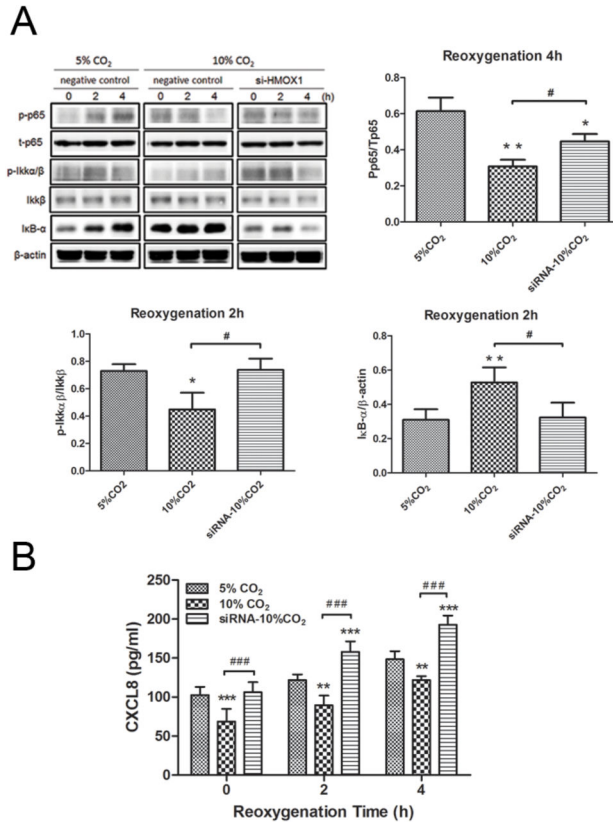 A
5% CO₂ 10% CO₂
negative control negative control si-HMOX1
0 2 4 0 2 4 0 2 4 (h)
p-p65
t-p65
p-Ikkα/β
Ikkβ
IκB-α
β-actin
Reoxygenation 4h
Pp65/Tp65
0.8
0.6
0.4
0.2
0.0
**
#
*
5%CO₂
10%CO₂
siRNA-10%CO₂
Reoxygenation 2h
p-Ikkα β/Ikkβ
1.0
0.8
0.6
0.4
0.2
0.0
*
#
5%CO2
10%CO2
siRNA-10%CO2
Reoxygenation 2h
IκB-α/β-actin
0.8
0.6
0.4
0.2
0.0
**
#
5%CO₂
10%CO₂
siRNA-10%CO₂
B
CXCL8 (pg/ml)
250
200
150
100
50
0
5% CO₂
10% CO₂
siRNA-10%CO₂
***
###
**
###
***
**
###
***
0 2 4
Reoxygenation Time (h)